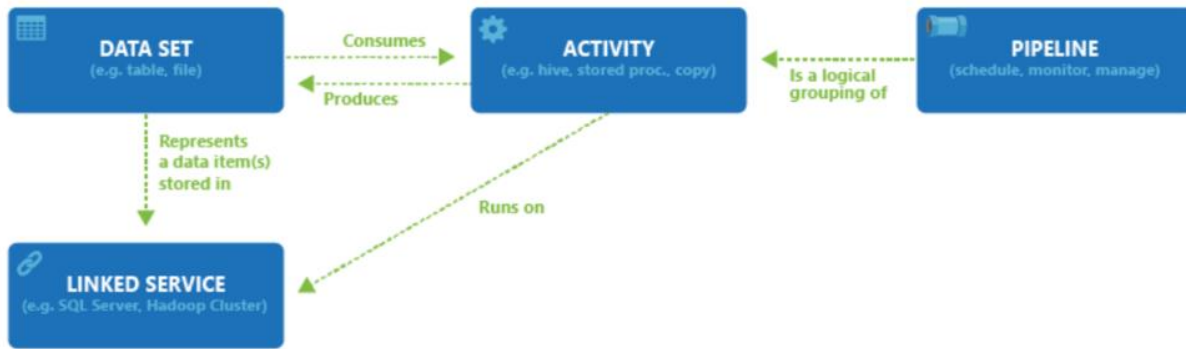 DATA SET
(e.g. table, file)
Consumes
Produces
ACTIVITY
(e.g. hive, stored proc., copy)
Is a logical
grouping of
PIPELINE
(schedule, monitor, manage)
Represents
a data item(s)
stored in
Runs on
LINKED SERVICE
(e.g. SQL Server, Hadoop Cluster)